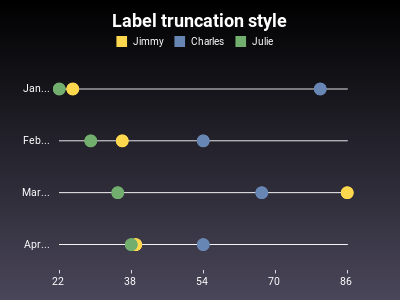 Label truncation style
Jimmy Charles Julie
Jan...
Feb...
Mar...
Apr...
22 38 54 70 86